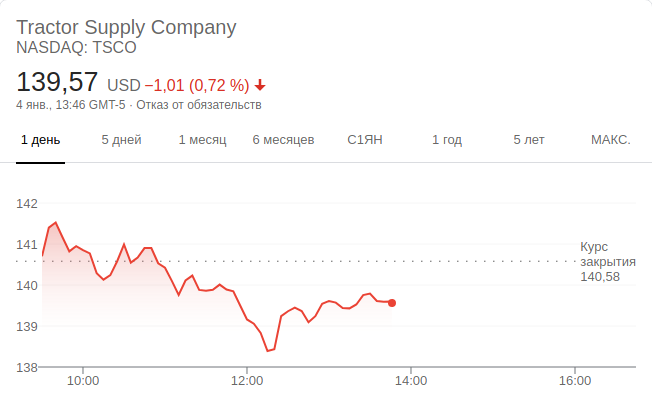 Tractor Supply Company
NASDAQ: TSCO
139,57 USD −1,01 (0,72 %)
4 янв., 13:46 GMT-5 · Отказ от обязательств
1 день 5 дней 1 месяц 6 месяцев С1ЯН 1 год 5 лет МАКС.
142
141
140
139
138
Курс
закрытия
140,58
10:00 12:00 14:00 16:00